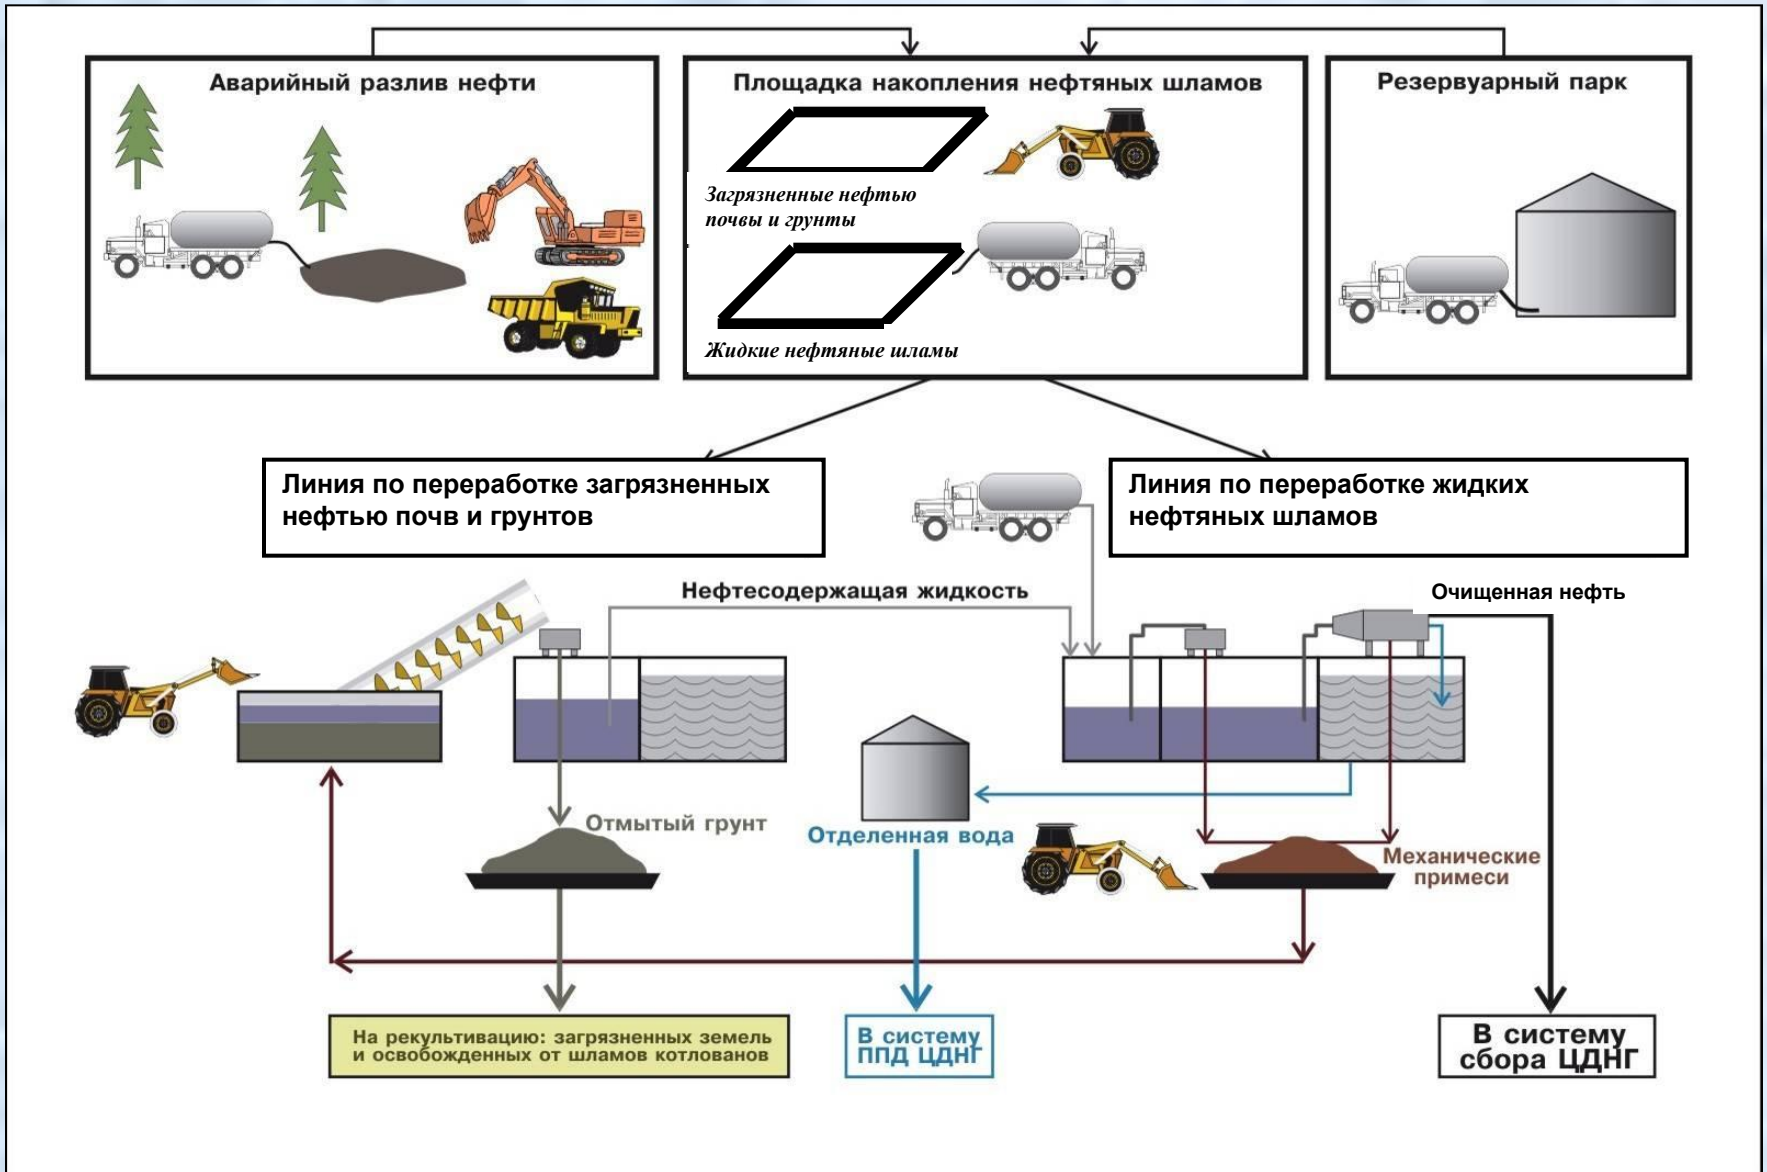 Аварийный разлив нефти
Площадка накопления нефтяных шламов
Резервуарный парк
Загрязненные нефтью
почвы и грунты
Жидкие нефтяные шламы
Линия по переработке загрязненных
нефтью почв и грунтов
Линия по переработке жидких
нефтяных шламов
Нефтесодержащая жидкость
Очищенная нефть
Отмытый грунт
Отделенная вода
Механические
примеси
На рекультивацию: загрязненных земель
и освобожденных от шламов котлованов
В систему
ППД ЦДНГ
В систему
сбора ЦДНГ